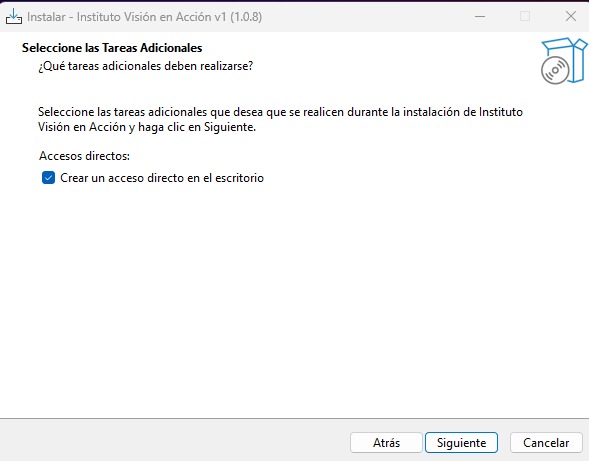 Instalar - Instituto Visión en Acción v1 (1.0.8)
Seleccione las Tareas Adicionales
¿Qué tareas adicionales deben realizarse?
Seleccione las tareas adicionales que desea que se realicen durante la instalación de Instituto
Visión en Acción y haga clic en Siguiente.
Accesos directos:
Crear un acceso directo en el escritorio
Atrás
Siguiente
Cancelar